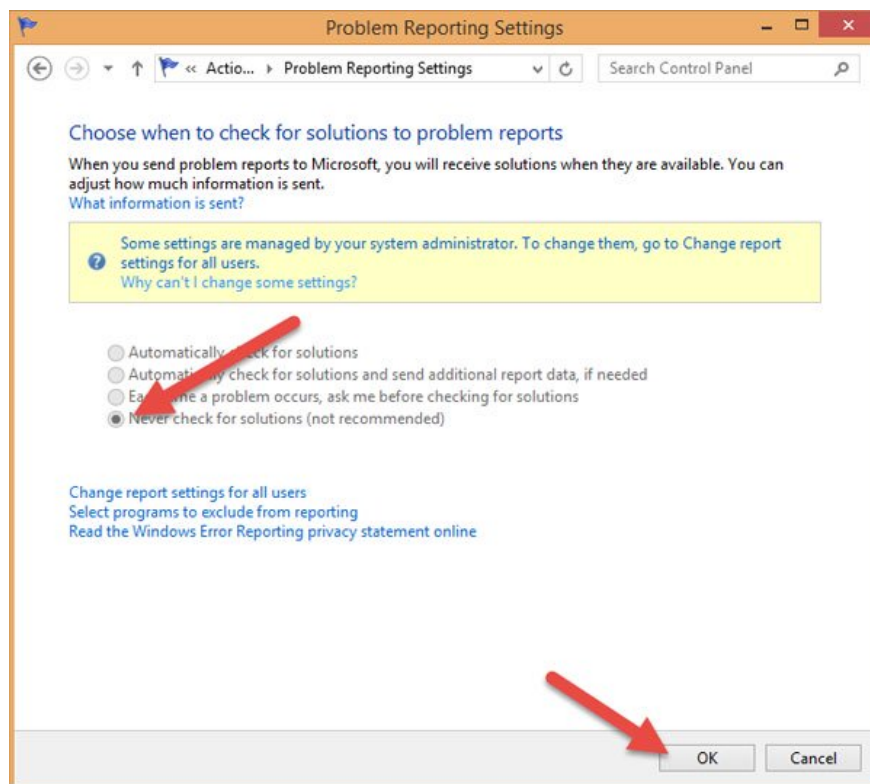 Problem Reporting Settings
« Actio... Problem Reporting Settings Search Control Panel
Choose when to check for solutions to problem reports
When you send problem reports to Microsoft, you will receive solutions when they are available. You can
adjust how much information is sent.
What information is sent?
Some settings are managed by your system administrator. To change them, go to Change report
settings for all users.
Why can't I change some settings?
Automatically check for solutions
Automatically check for solutions and send additional report data, if needed
Each time a problem occurs, ask me before checking for solutions
Never check for solutions (not recommended)
Change report settings for all users
Select programs to exclude from reporting
Read the Windows Error Reporting privacy statement online
OK Cancel